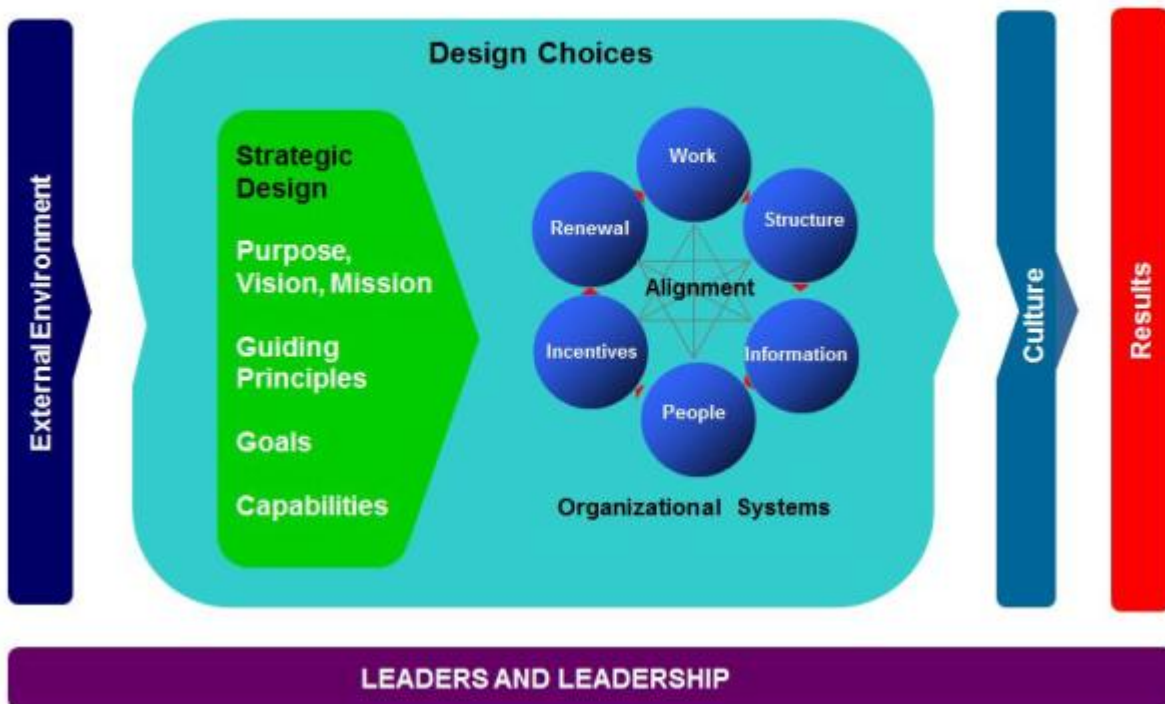 External Environment
Design Choices
Strategic
Design
Purpose,
Vision, Mission
Guiding
Principles
Goals
Capabilities
Work
Structure
Information
People
Incentives
Renewal
Alignment
Organizational Systems
Culture
Results
LEADERS AND LEADERSHIP